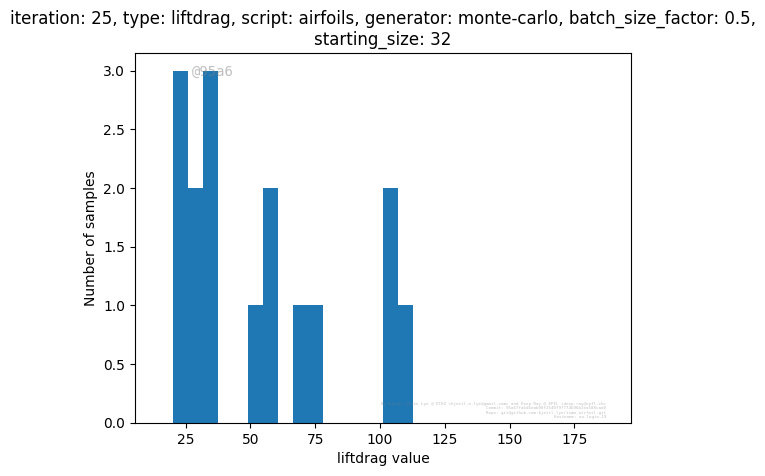 iteration: 25, type: liftdrag, script: airfoils, generator: monte-carlo, batch_size_factor: 0.5,
starting_size: 32
@95a6
3.0
2.5
2.0
1.5
1.0
0.5
0.0
Number of samples
25 50 75 100 125 150 175
liftdrag value